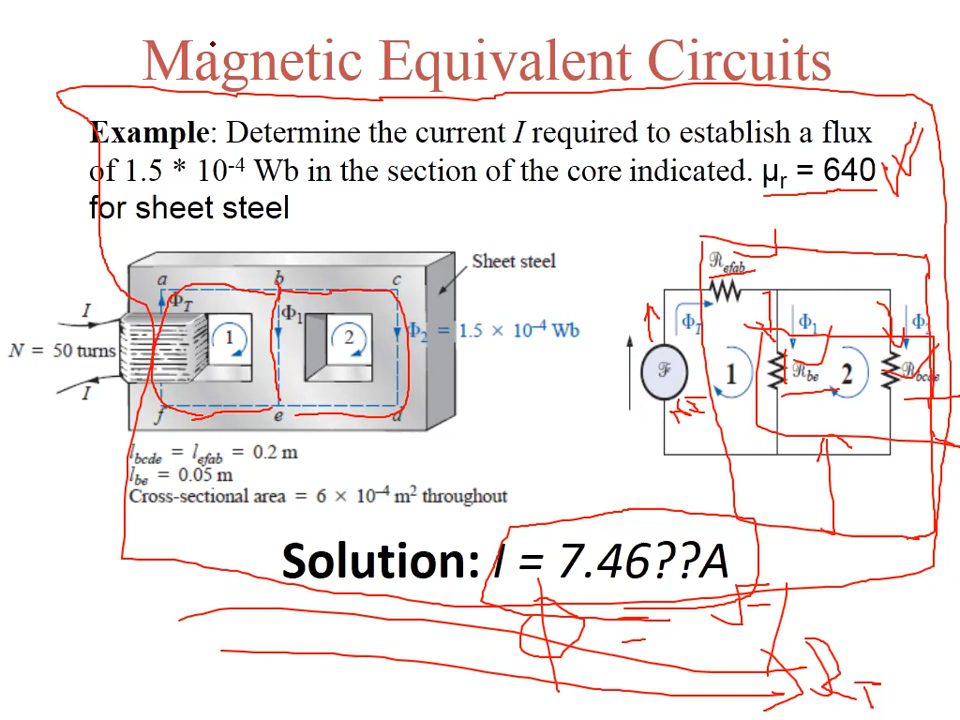 Magnetic Equivalent Circuits
Example: Determine the current I required to establish a flux
of 1.5 * 10⁻⁴ Wb in the section of the core indicated. μr = 640
for sheet steel
Sheet steel
a b c
ΦT Φ1
I
1 2
Φ2 = 1.5 × 10⁻⁴ Wb
N = 50 turns
I
f e d
lbcde = lefab = 0.2 m
lbe = 0.05 m
Cross-sectional area = 6 × 10⁻⁴ m² throughout
ℛefab
ΦT Φ1 Φ2
ℱ 1 ℛbe 2 ℛbcde
NI
Solution: I = 7.46??A
RT